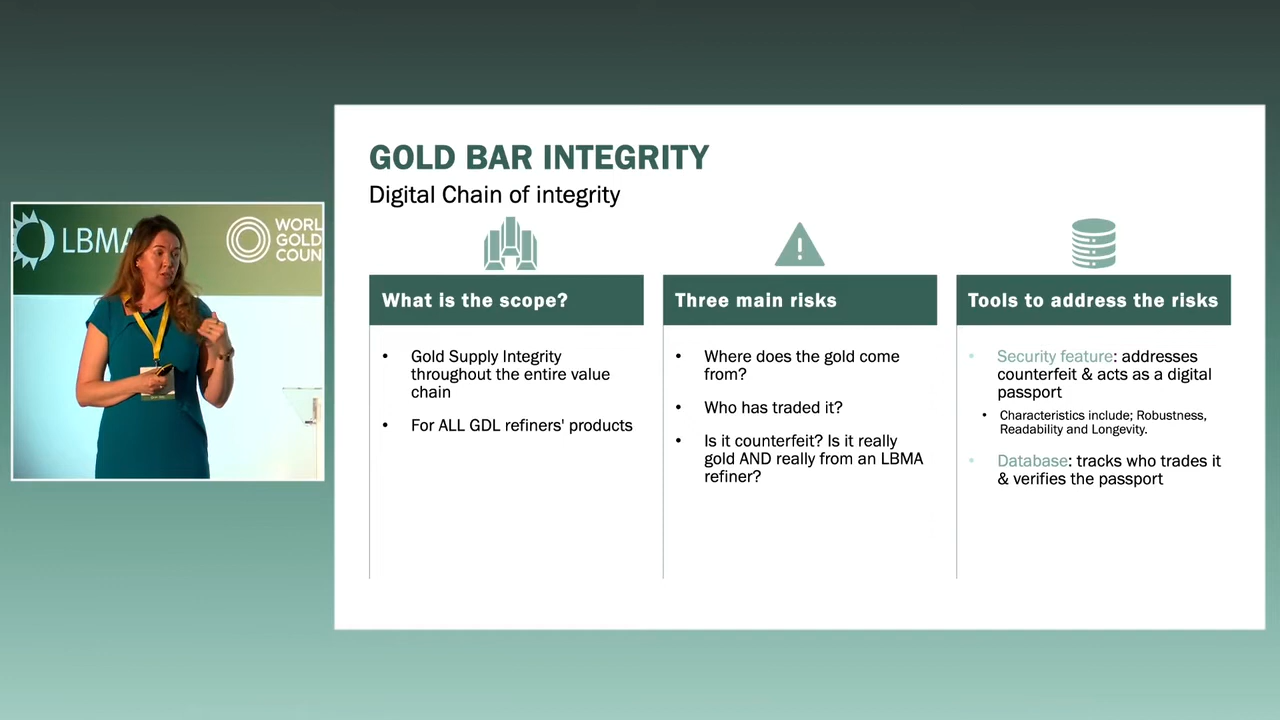 LBMA
WORL
GOLD
COUN
GOLD BAR INTEGRITY
Digital Chain of integrity
What is the scope?
• Gold Supply Integrity
throughout the entire value
chain
• For ALL GDL refiners' products
Three main risks
• Where does the gold come
from?
• Who has traded it?
• Is it counterfeit? Is it really
gold AND really from an LBMA
refiner?
Tools to address the risks
• Security feature: addresses
counterfeit & acts as a digital
passport
• Characteristics include; Robustness,
Readability and Longevity.
• Database: tracks who trades it
& verifies the passport